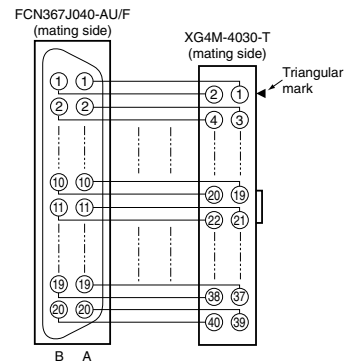 FCN367J040-AU/F
(mating side)
XG4M-4030-T
(mating side)
Triangular
mark
1 1
2 1
2 2
4 3
10 10
20 19
11 11
22 21
19 19
38 37
20 20
40 39
B A